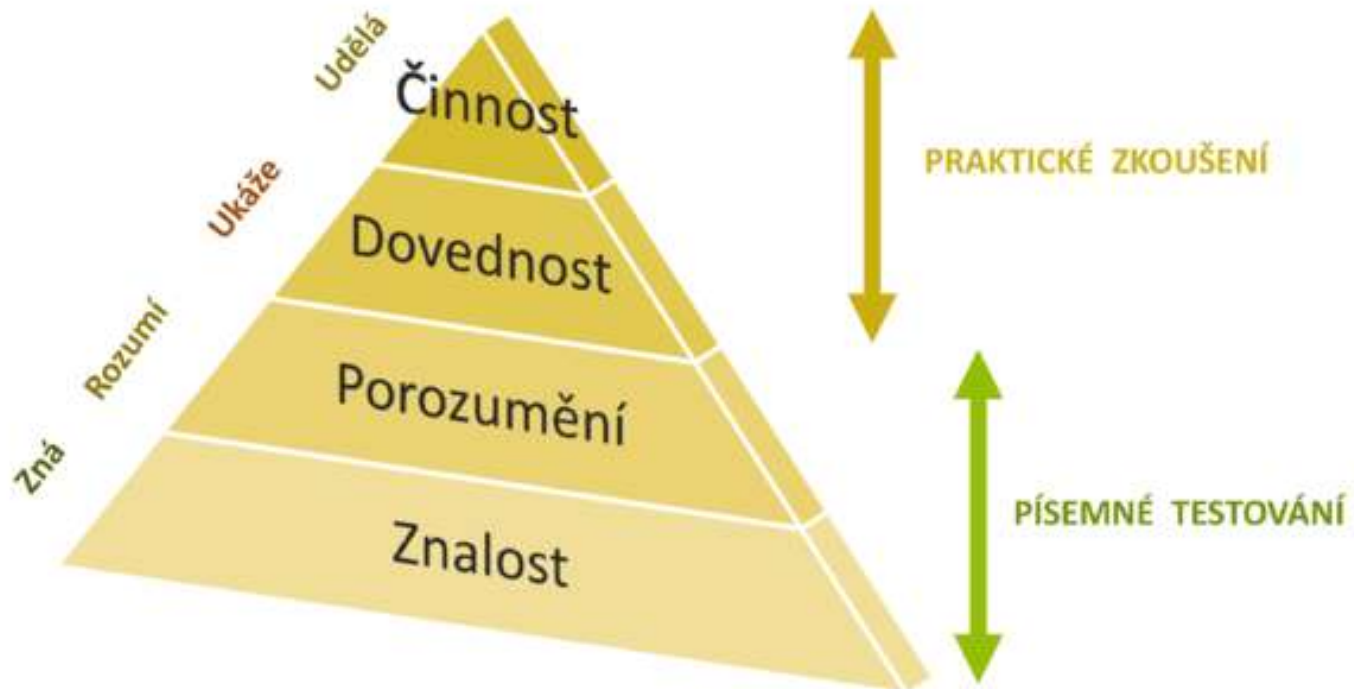 Udělá
Činnost
PRAKTICKÉ ZKOUŠENÍ
Ukáže
Dovednost
Rozumí
Porozumění
Zná
PÍSEMNÉ TESTOVÁNÍ
Znalost